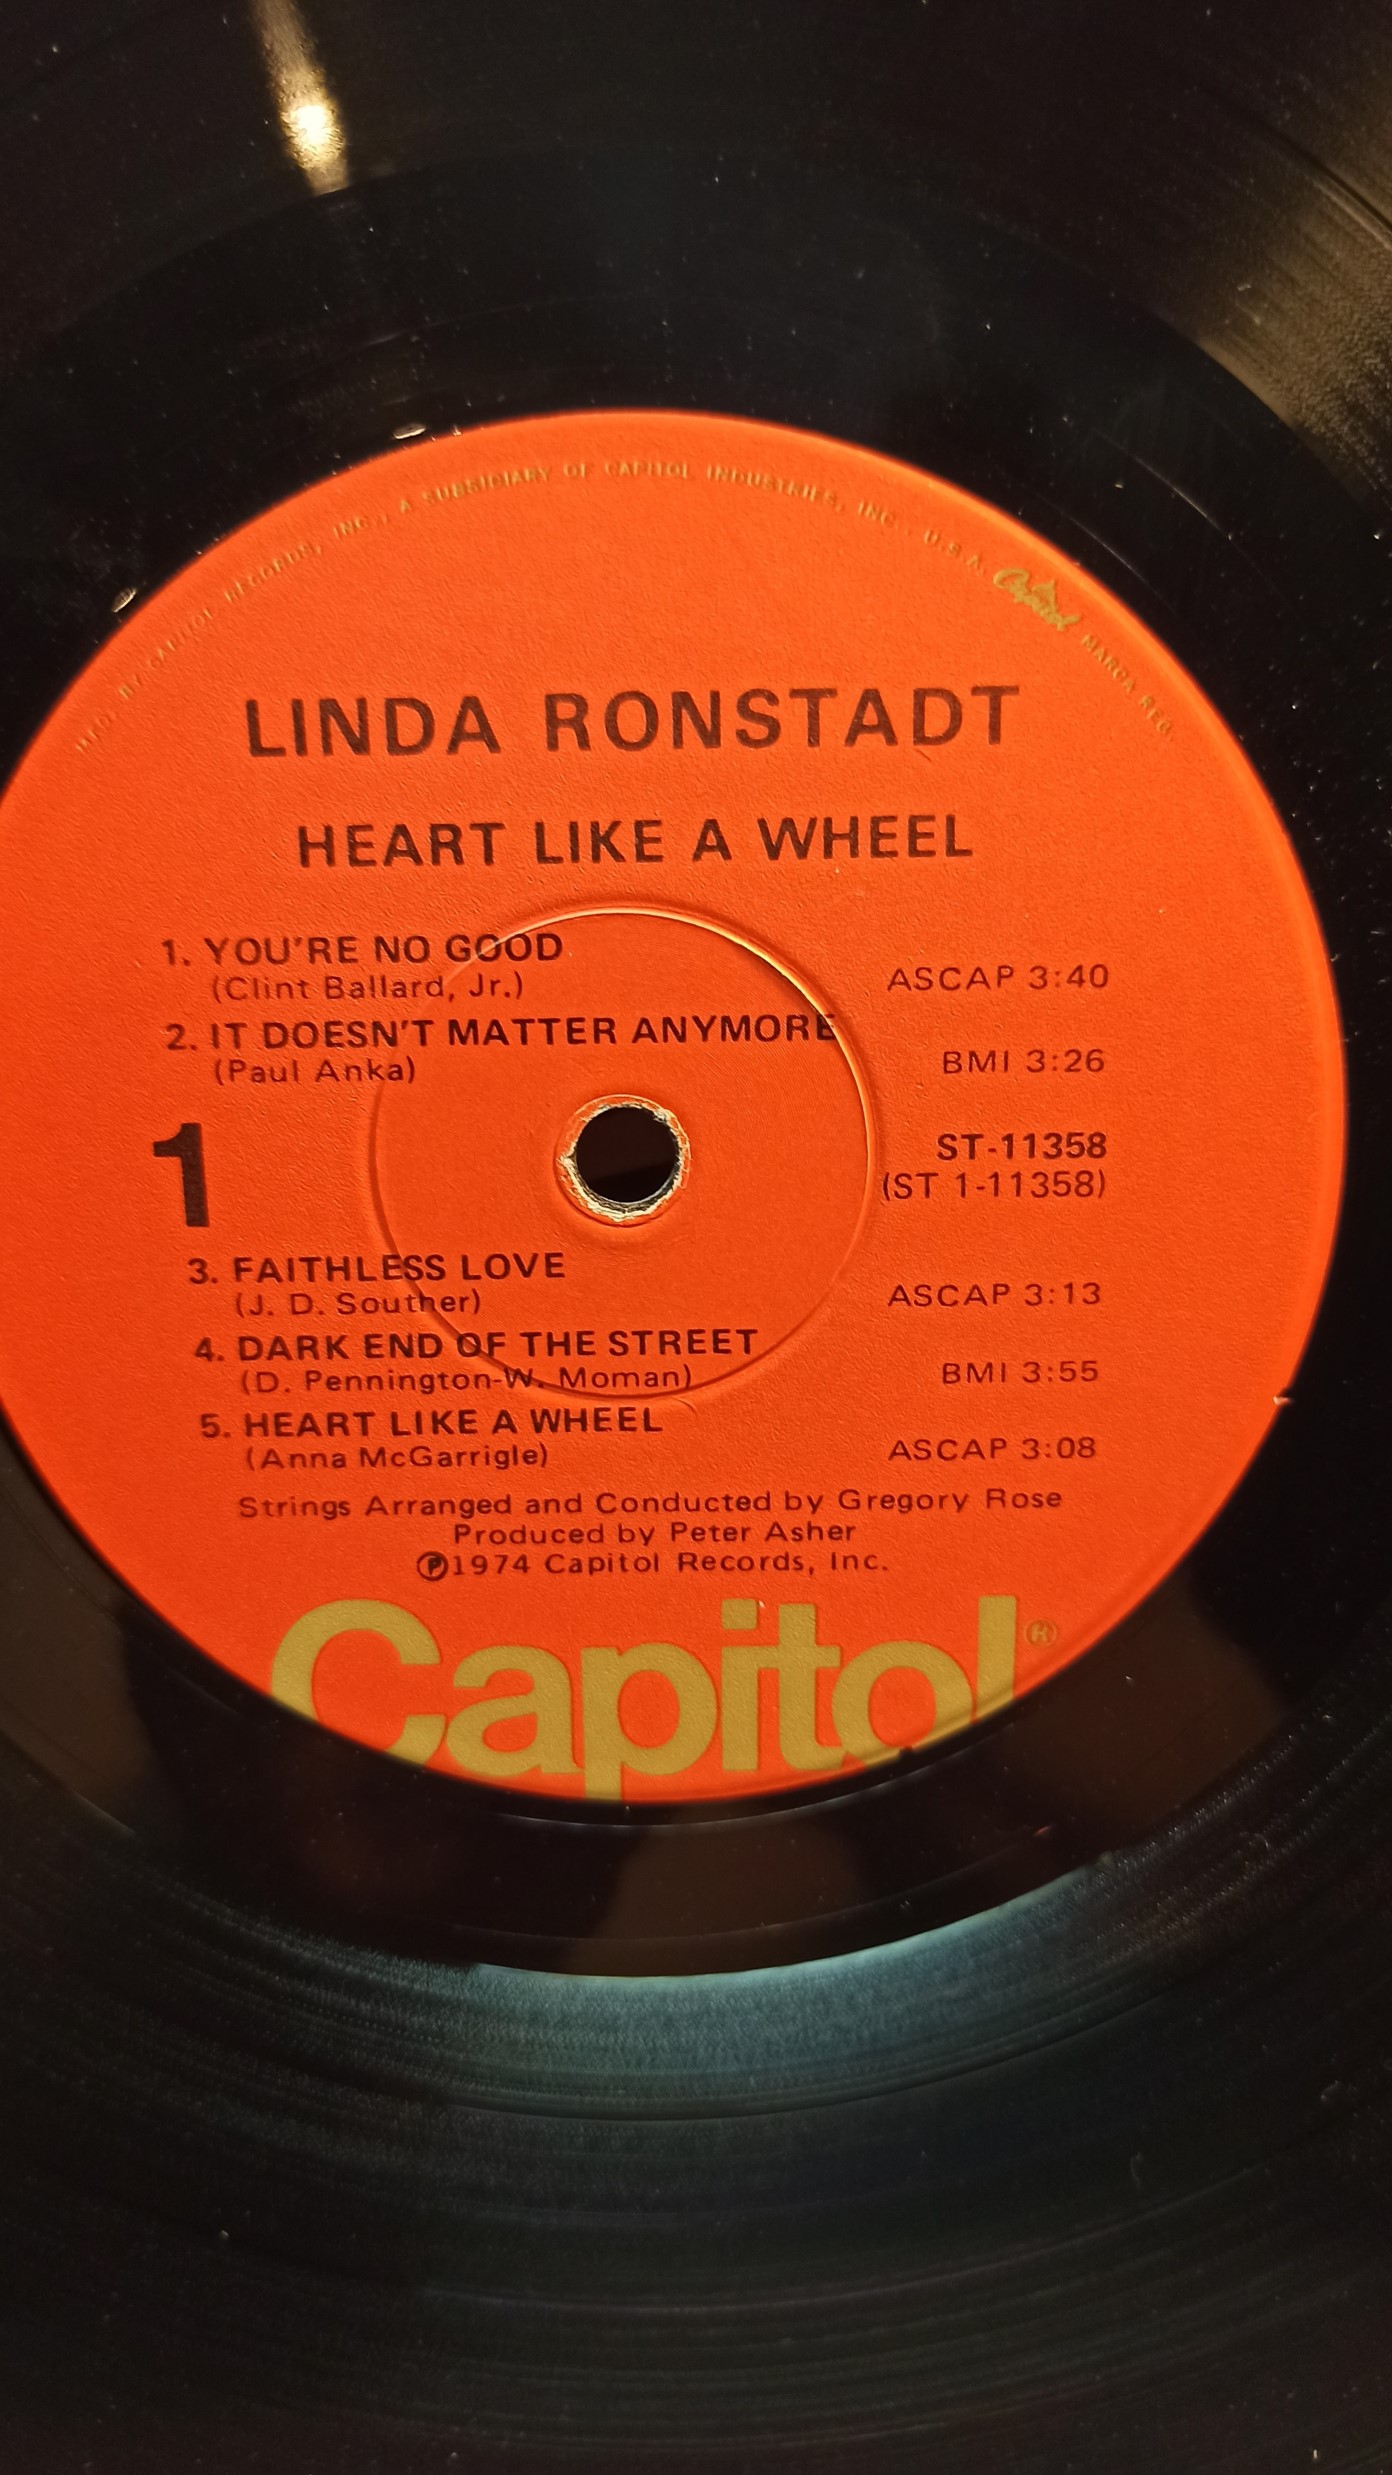 MFD. BY CAPITOL RECORDS, INC., A SUBSIDIARY OF CAPITOL INDUSTRIES, INC., U.S.A. Capitol MARCA REG.
LINDA RONSTADT
HEART LIKE A WHEEL
1. YOU'RE NO GOOD
(Clint Ballard, Jr.) ASCAP 3:40
2. IT DOESN'T MATTER ANYMORE
(Paul Anka) BMI 3:26
1
ST-11358
(ST 1-11358)
3. FAITHLESS LOVE
(J. D. Souther) ASCAP 3:13
4. DARK END OF THE STREET
(D. Pennington-W. Moman) BMI 3:55
5. HEART LIKE A WHEEL
(Anna McGarrigle) ASCAP 3:08
Strings Arranged and Conducted by Gregory Rose
Produced by Peter Asher
℗1974 Capitol Records, Inc.
Capitol®